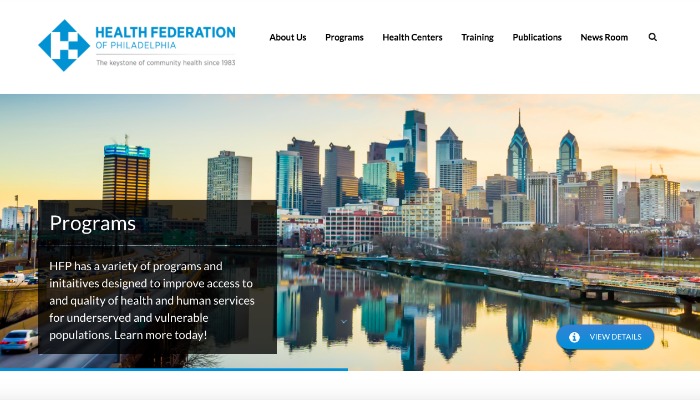 HEALTH FEDERATION
OF PHILADELPHIA
The keystone of community health since 1983
About Us Programs Health Centers Training Publications News Room
Programs
HFP has a variety of programs and
initaitives designed to improve access to
and quality of health and human services
for underserved and vulnerable
populations. Learn more today!
VIEW DETAILS